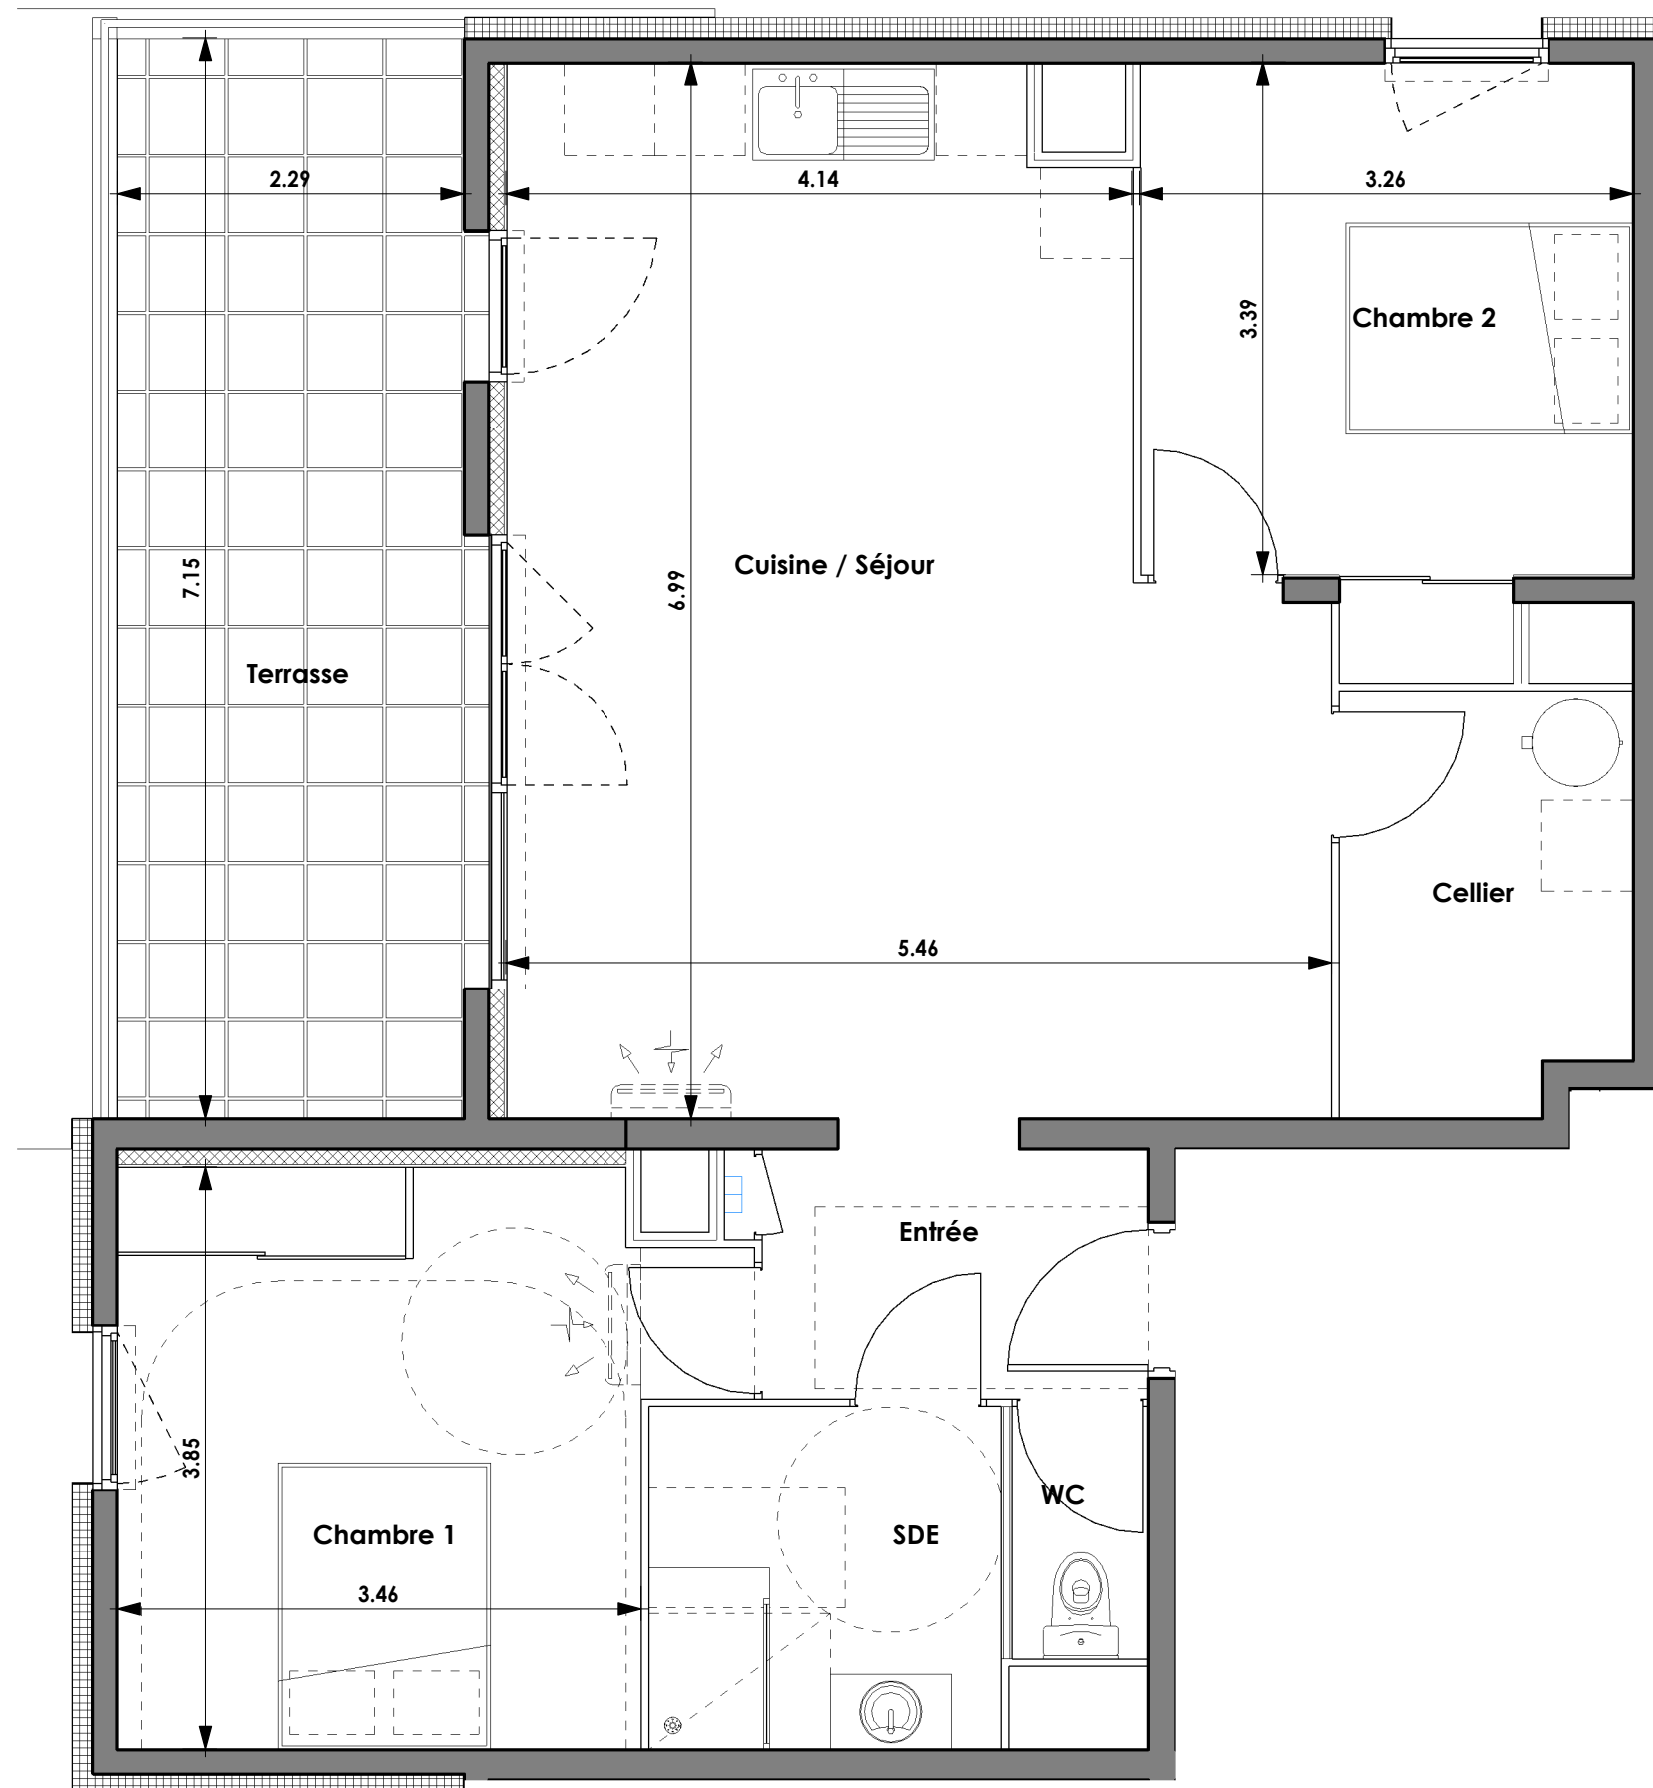 2.29
4.14
3.26
3.39
Chambre 2
7.15
6.99
Cuisine / Séjour
Terrasse
Cellier
5.46
Entrée
3.85
WC
Chambre 1
SDE
3.46